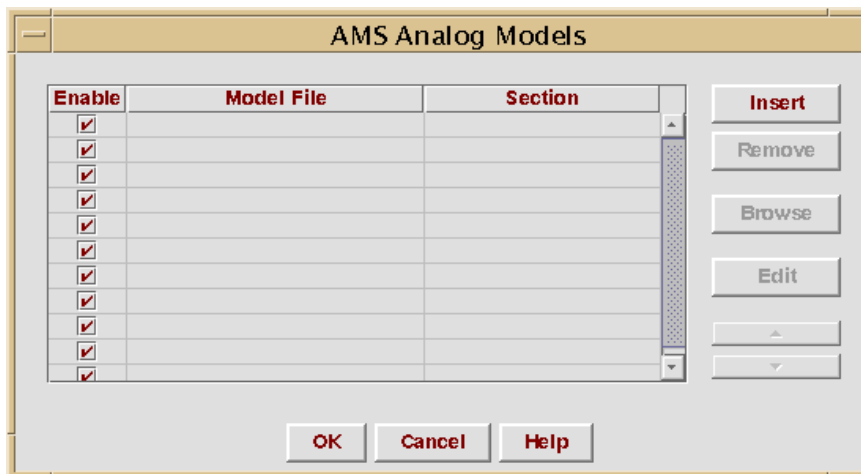 AMS Analog Models
Enable Model File Section
Insert
Remove
Browse
Edit
OK Cancel Help